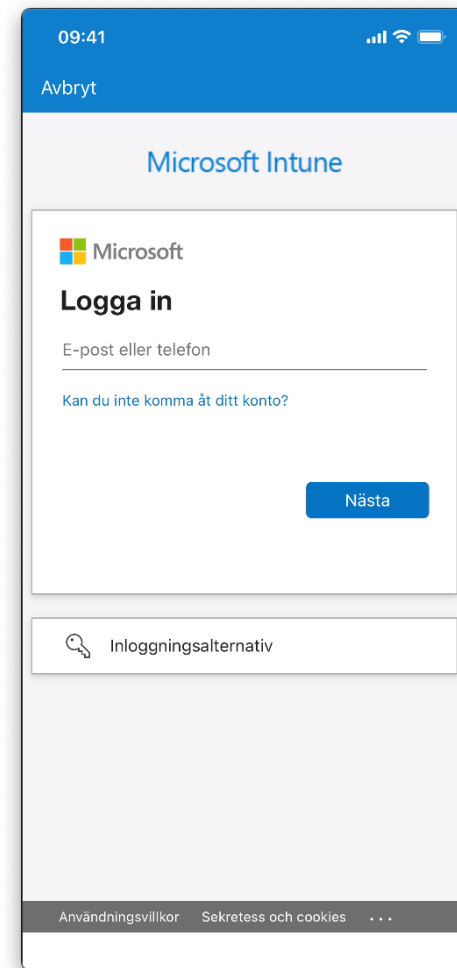 09:41
Avbryt
Microsoft Intune
Microsoft
Logga in
E-post eller telefon
Kan du inte komma åt ditt konto?
Nästa
Inloggningsalternativ
Användningsvillkor Sekretess och cookies ...